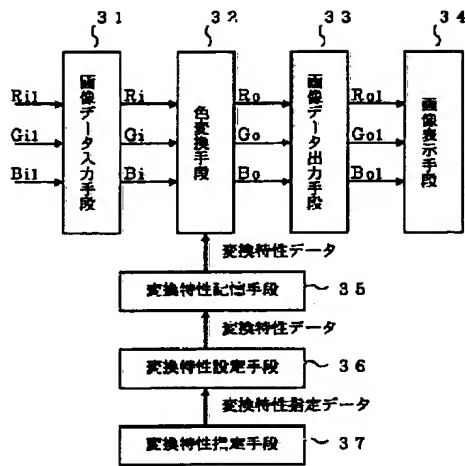 ３１ ３２ ３３ ３４
画像データ入力手段
色変換手段
画像データ出力手段
画像表示手段
Ri1 Ri Ro Ro1
Gi1 Gi Go Go1
Bi1 Bi Bo Bo1
変換特性データ
変換特性記憶手段 ３５
変換特性データ
変換特性設定手段 ３６
変換特性指定データ
変換特性指定手段 ３７